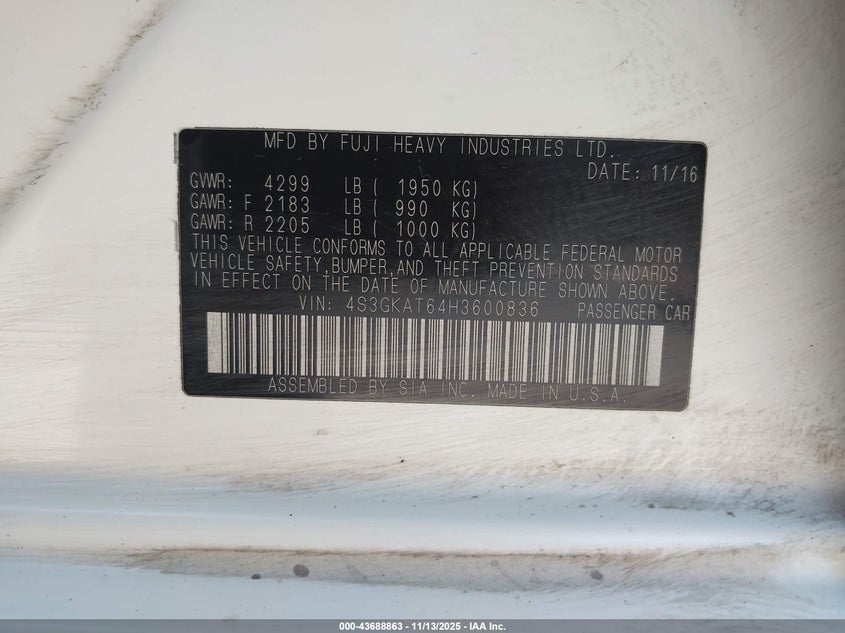 MFD BY FUJI HEAVY INDUSTRIES LTD.
DATE: 11/16
GVWR: 4299 LB ( 1950 KG)
GAWR: F 2183 LB ( 990 KG)
GAWR: R 2205 LB ( 1000 KG)
THIS VEHICLE CONFORMS TO ALL APPLICABLE FEDERAL MOTOR
VEHICLE SAFETY,BUMPER,AND THEFT PREVENTION STANDARDS
IN EFFECT ON THE DATE OF MANUFACTURE SHOWN ABOVE.
VIN: 4S3GKAT64H3600836 PASSENGER CAR
ASSEMBLED BY SIA INC. MADE IN U.S.A.
000-43688863 - 11/13/2025 - IAA Inc.